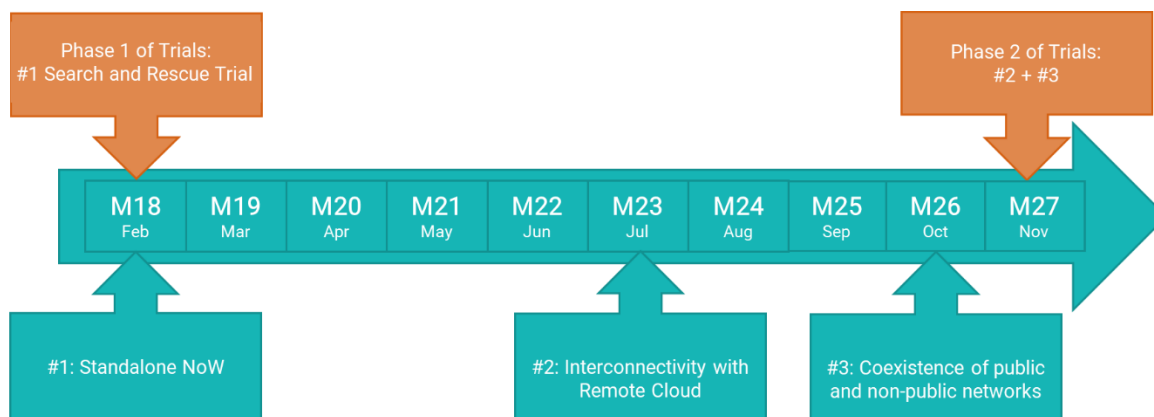 Phase 1 of Trials:
#1 Search and Rescue Trial
Phase 2 of Trials:
#2 + #3
M18
Feb
M19
Mar
M20
Apr
M21
May
M22
Jun
M23
Jul
M24
Aug
M25
Sep
M26
Oct
M27
Nov
#1: Standalone NoW
#2: Interconnectivity with
Remote Cloud
#3: Coexistence of public
and non-public networks